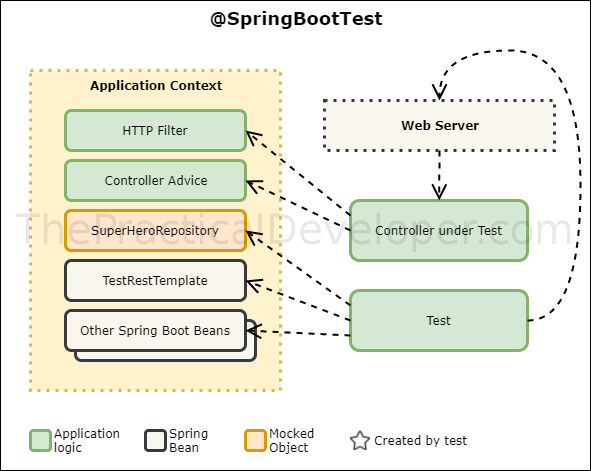 @SpringBootTest
Application Context
HTTP Filter
Controller Advice
SuperHeroRepository
TestRestTemplate
Other Spring Boot Beans
Web Server
Controller under Test
Test
ThePracticalDeveloper.com
Application
logic
Spring
Bean
Mocked
Object
Created by test